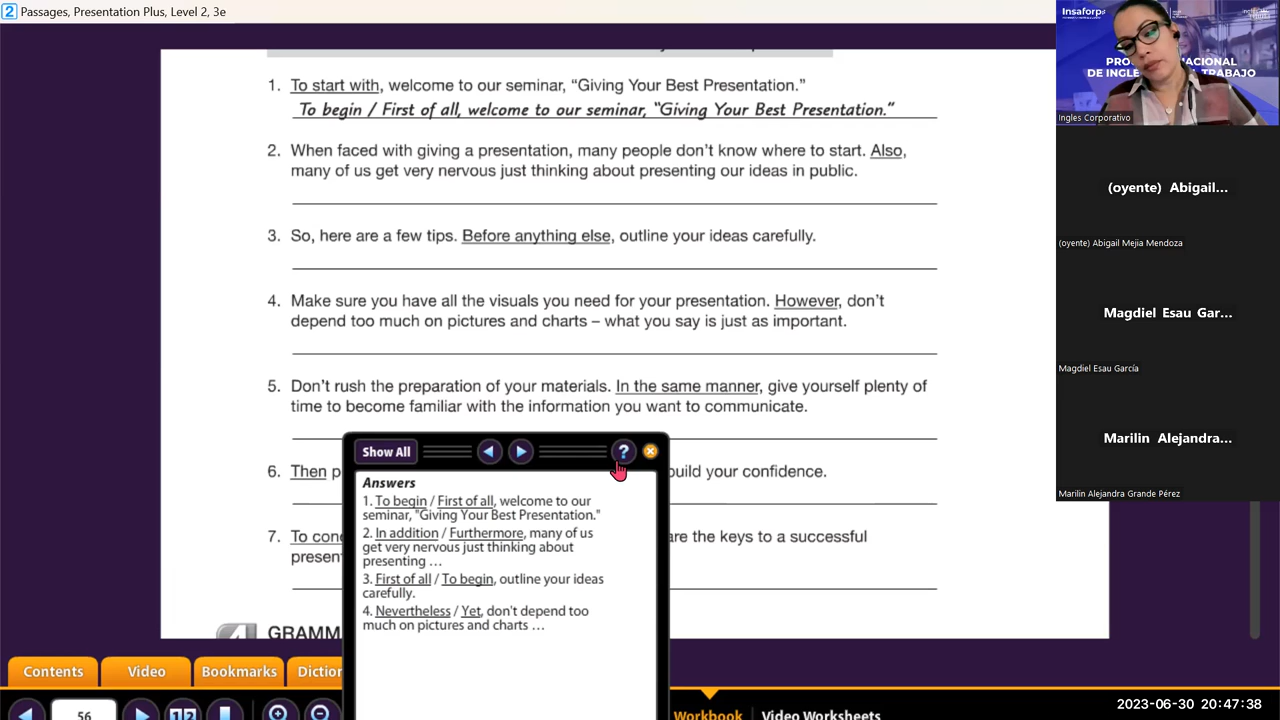 Passages, Presentation Plus, Level 2, 3e
1. To start with, welcome to our seminar, “Giving Your Best Presentation.”
To begin / First of all, welcome to our seminar, “Giving Your Best Presentation.”
2. When faced with giving a presentation, many people don’t know where to start. Also,
many of us get very nervous just thinking about presenting our ideas in public.
3. So, here are a few tips. Before anything else, outline your ideas carefully.
4. Make sure you have all the visuals you need for your presentation. However, don’t
depend too much on pictures and charts – what you say is just as important.
5. Don’t rush the preparation of your materials. In the same manner, give yourself plenty of
time to become familiar with the information you want to communicate.
6. Then p
build your confidence.
7. To conc
are the keys to a successful
present
GRAMM
Show All
?
Answers
1. To begin / First of all, welcome to our
seminar, "Giving Your Best Presentation."
2. In addition / Furthermore, many of us
get very nervous just thinking about
presenting ...
3. First of all / To begin, outline your ideas
carefully.
4. Nevertheless / Yet, don't depend too
much on pictures and charts ...
Contents
Video
Bookmarks
Diction
56
Workbook
Video Worksheets
Insaforp
Ingles Corporativo
(oyente) Abigail...
(oyente) Abigail Mejia Mendoza
Magdiel Esau Gar...
Magdiel Esau García
Marilin Alejandra...
Marilin Alejandra Grande Pérez
2023-06-30 20:47:38